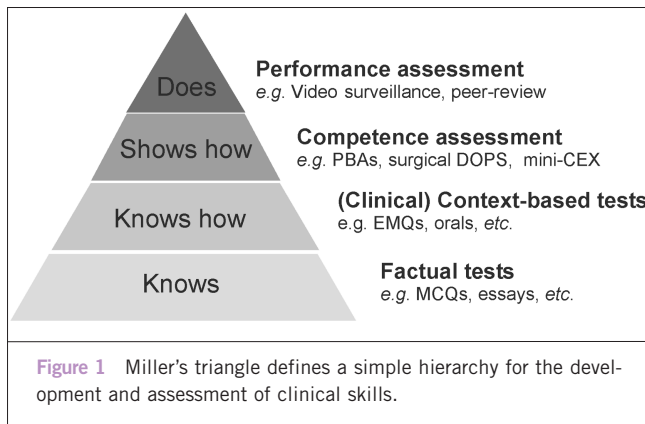 Does
Performance assessment
e.g. Video surveillance, peer-review
Shows how
Competence assessment
e.g. PBAs, surgical DOPS, mini-CEX
Knows how
(Clinical) Context-based tests
e.g. EMQs, orals, etc.
Knows
Factual tests
e.g. MCQs, essays, etc.
Figure 1 Miller's triangle defines a simple hierarchy for the devel-
opment and assessment of clinical skills.